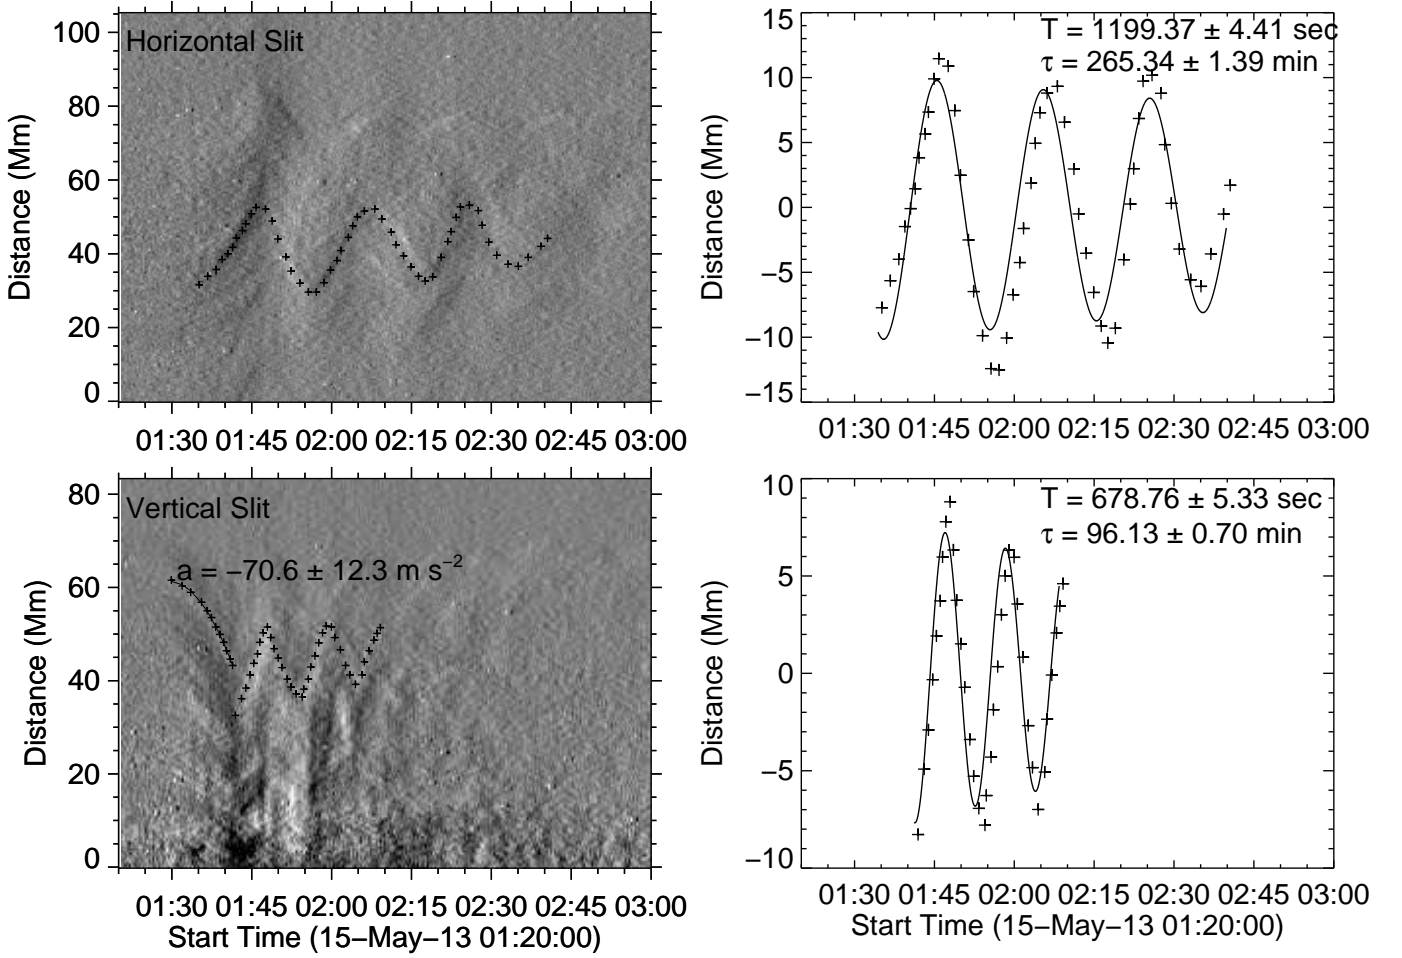 Horizontal Slit
Distance (Mm)
100
80
60
40
20
0
01:30 01:45 02:00 02:15 02:30 02:45 03:00
T = 1199.37 ± 4.41 sec
τ = 265.34 ± 1.39 min
Distance (Mm)
15
10
5
0
−5
−10
−15
01:30 01:45 02:00 02:15 02:30 02:45 03:00
Vertical Slit
a = −70.6 ± 12.3 m s⁻²
Distance (Mm)
80
60
40
20
0
01:30 01:45 02:00 02:15 02:30 02:45 03:00
Start Time (15−May−13 01:20:00)
T = 678.76 ± 5.33 sec
τ = 96.13 ± 0.70 min
Distance (Mm)
10
5
0
−5
−10
01:30 01:45 02:00 02:15 02:30 02:45 03:00
Start Time (15−May−13 01:20:00)